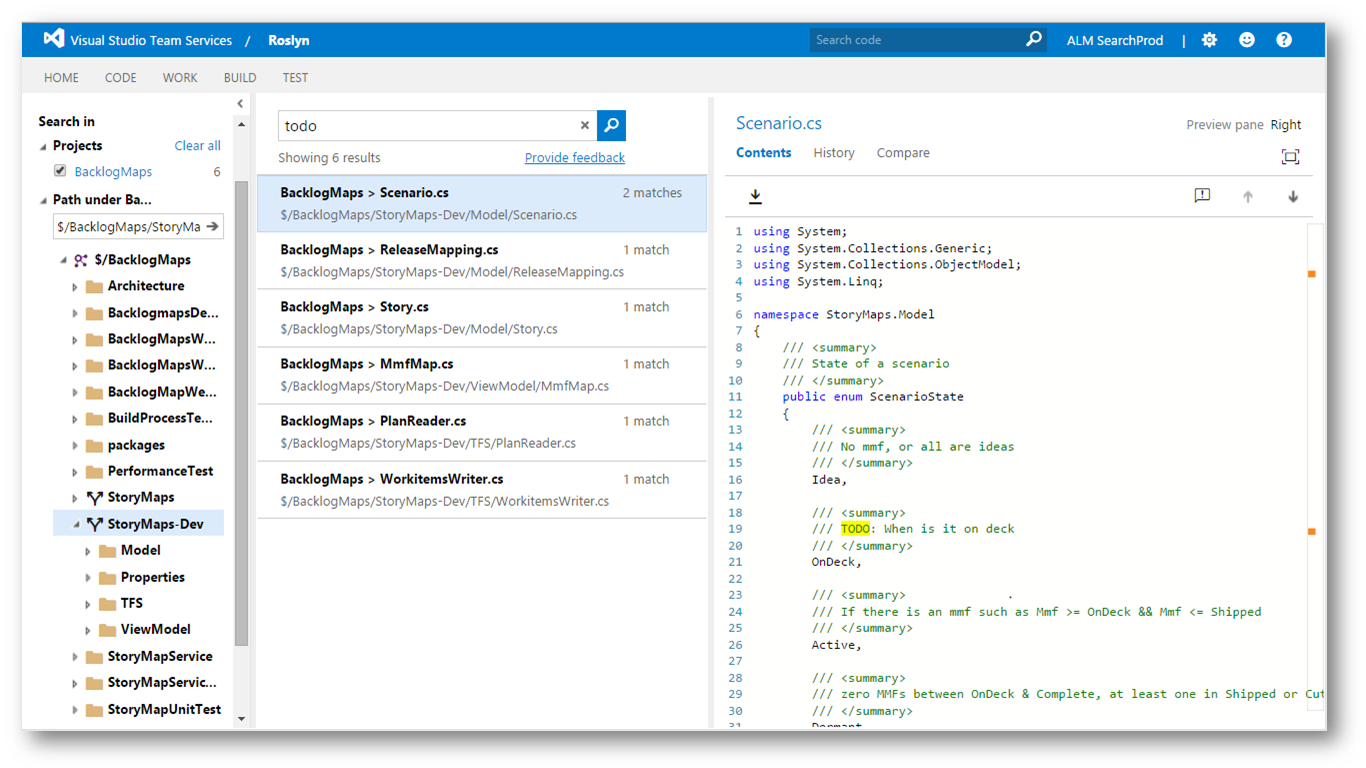 Visual Studio Team Services / Roslyn
Search code
ALM SearchProd |
HOME CODE WORK BUILD TEST
Search in
Projects Clear all
BacklogMaps 6
Path under Ba...
$/BacklogMaps/StoryMa
$/BacklogMaps
Architecture
BacklogmapsDe...
BacklogMapsW...
BacklogMapsW...
BacklogMapWe...
BuildProcessTe...
packages
PerformanceTest
StoryMaps
StoryMaps-Dev
Model
Properties
TFS
ViewModel
StoryMapService
StoryMapServic...
StoryMapUnitTest
todo
Showing 6 results Provide feedback
BacklogMaps > Scenario.cs 2 matches
$/BacklogMaps/StoryMaps-Dev/Model/Scenario.cs
BacklogMaps > ReleaseMapping.cs 1 match
$/BacklogMaps/StoryMaps-Dev/Model/ReleaseMapping.cs
BacklogMaps > Story.cs 1 match
$/BacklogMaps/StoryMaps-Dev/Model/Story.cs
BacklogMaps > MmfMap.cs 1 match
$/BacklogMaps/StoryMaps-Dev/ViewModel/MmfMap.cs
BacklogMaps > PlanReader.cs 1 match
$/BacklogMaps/StoryMaps-Dev/TFS/PlanReader.cs
BacklogMaps > WorkitemsWriter.cs 1 match
$/BacklogMaps/StoryMaps-Dev/TFS/WorkitemsWriter.cs
Scenario.cs
Preview pane Right
Contents History Compare
1 using System;
2 using System.Collections.Generic;
3 using System.Collections.ObjectModel;
4 using System.Linq;
5
6 namespace StoryMaps.Model
7 {
8 /// <summary>
9 /// State of a scenario
10 /// </summary>
11 public enum ScenarioState
12 {
13 /// <summary>
14 /// No mmf, or all are ideas
15 /// </summary>
16 Idea,
17
18 /// <summary>
19 /// TODO: When is it on deck
20 /// </summary>
21 OnDeck,
22
23 /// <summary>
24 /// If there is an mmf such as Mmf >= OnDeck && Mmf <= Shipped
25 /// </summary>
26 Active,
27
28 /// <summary>
29 /// zero MMFs between OnDeck & Complete, at least one in Shipped or Cut
30 /// </summary>
31 Dormant